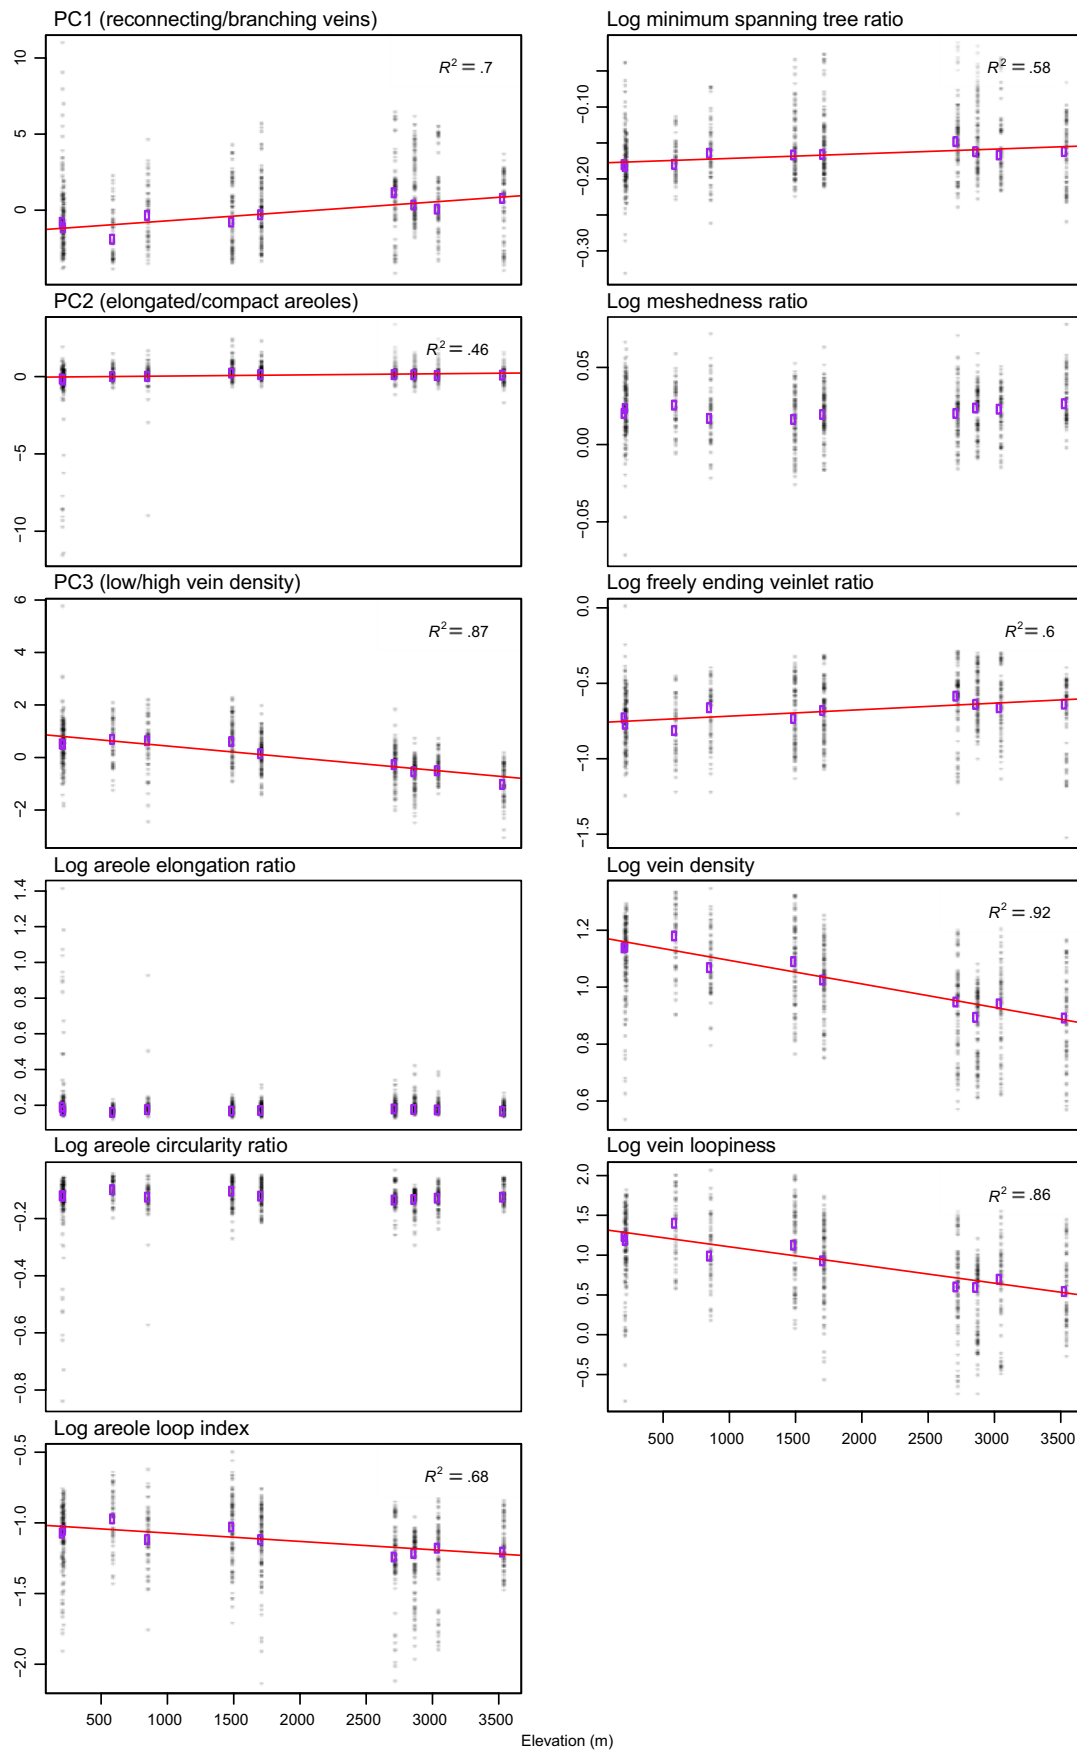 PC1 (reconnecting/branching veins)
R² = .7
10
5
0
PC2 (elongated/compact areoles)
R² = .46
0
−5
−10
PC3 (low/high vein density)
R² = .87
6
4
2
0
−2
Log areole elongation ratio
1.4
1.2
1.0
0.8
0.6
0.4
0.2
Log areole circularity ratio
−0.2
−0.4
−0.6
−0.8
Log areole loop index
R² = .68
−0.5
−1.0
−1.5
−2.0
500 1000 1500 2000 2500 3000 3500
Log minimum spanning tree ratio
R² = .58
−0.10
−0.20
−0.30
Log meshedness ratio
0.05
0.00
−0.05
Log freely ending veinlet ratio
R² = .6
0.0
−0.5
−1.0
−1.5
Log vein density
R² = .92
1.2
1.0
0.8
0.6
Log vein loopiness
R² = .86
2.0
1.5
1.0
0.5
0.0
−0.5
500 1000 1500 2000 2500 3000 3500
Elevation (m)